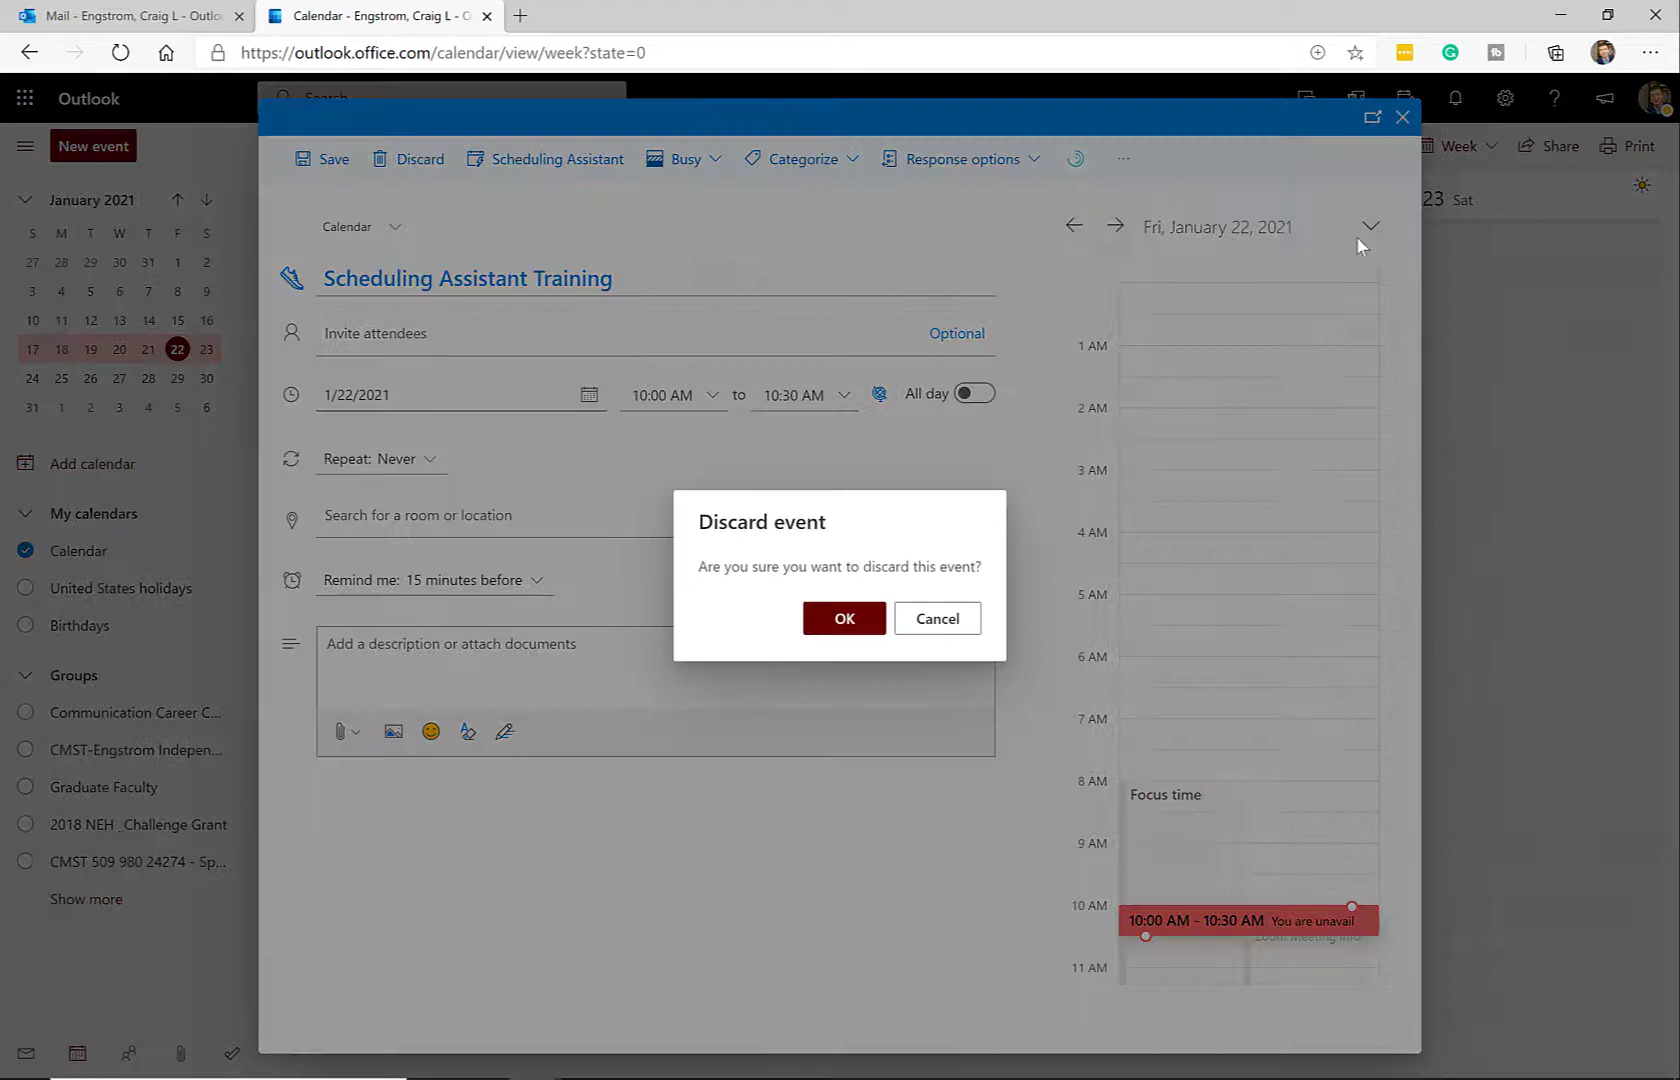 Mail - Engstrom, Craig L - Outlo
Calendar - Engstrom, Craig L - O
https://outlook.office.com/calendar/view/week?state=0
Outlook
Search
New event
Week
Share
Print
Save
Discard
Scheduling Assistant
Busy
Categorize
Response options
January 2021
S M T W T F S
27 28 29 30 31 1 2
3 4 5 6 7 8 9
10 11 12 13 14 15 16
17 18 19 20 21 22 23
24 25 26 27 28 29 30
31 1 2 3 4 5 6
Calendar
Fri, January 22, 2021
23 Sat
Scheduling Assistant Training
Invite attendees
Optional
1/22/2021
10:00 AM
to
10:30 AM
All day
Repeat: Never
Search for a room or location
Remind me: 15 minutes before
Add a description or attach documents
Discard event
Are you sure you want to discard this event?
OK
Cancel
Add calendar
My calendars
Calendar
United States holidays
Birthdays
Groups
Communication Career C...
CMST-Engstrom Indepen...
Graduate Faculty
2018 NEH _Challenge Grant
CMST 509 980 24274 - Sp...
Show more
1 AM
2 AM
3 AM
4 AM
5 AM
6 AM
7 AM
8 AM
Focus time
9 AM
10 AM
10:00 AM - 10:30 AM You are unavail
Zoom Meeting Info
11 AM